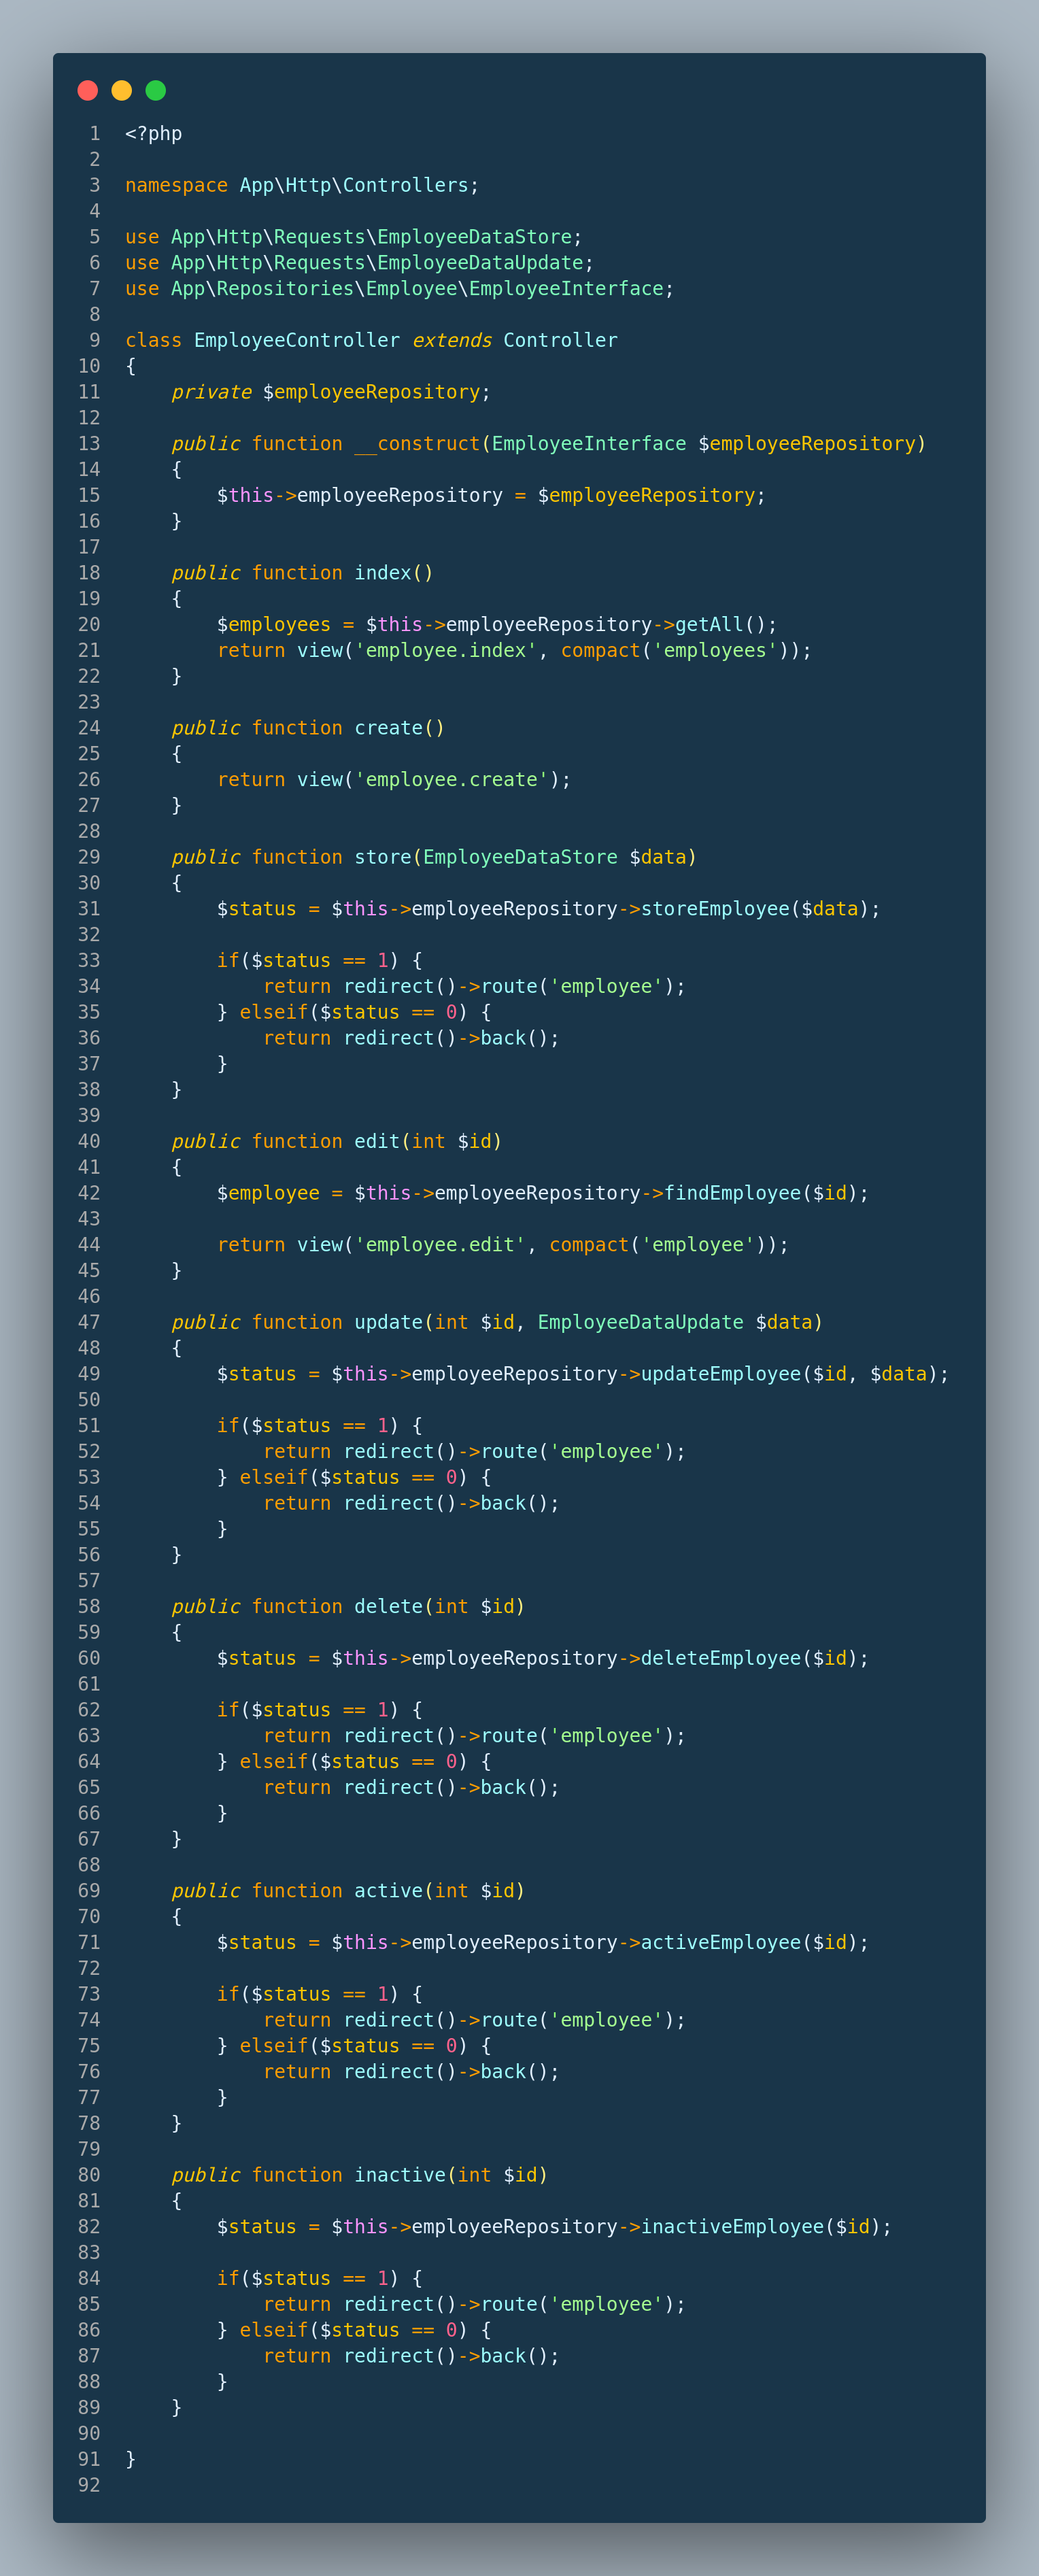 1 <?php
2
3 namespace App\Http\Controllers;
4
5 use App\Http\Requests\EmployeeDataStore;
6 use App\Http\Requests\EmployeeDataUpdate;
7 use App\Repositories\Employee\EmployeeInterface;
8
9 class EmployeeController extends Controller
10 {
11     private $employeeRepository;
12
13     public function __construct(EmployeeInterface $employeeRepository)
14     {
15         $this->employeeRepository = $employeeRepository;
16     }
17
18     public function index()
19     {
20         $employees = $this->employeeRepository->getAll();
21         return view('employee.index', compact('employees'));
22     }
23
24     public function create()
25     {
26         return view('employee.create');
27     }
28
29     public function store(EmployeeDataStore $data)
30     {
31         $status = $this->employeeRepository->storeEmployee($data);
32
33         if($status == 1) {
34             return redirect()->route('employee');
35         } elseif($status == 0) {
36             return redirect()->back();
37         }
38     }
39
40     public function edit(int $id)
41     {
42         $employee = $this->employeeRepository->findEmployee($id);
43
44         return view('employee.edit', compact('employee'));
45     }
46
47     public function update(int $id, EmployeeDataUpdate $data)
48     {
49         $status = $this->employeeRepository->updateEmployee($id, $data);
50
51         if($status == 1) {
52             return redirect()->route('employee');
53         } elseif($status == 0) {
54             return redirect()->back();
55         }
56     }
57
58     public function delete(int $id)
59     {
60         $status = $this->employeeRepository->deleteEmployee($id);
61
62         if($status == 1) {
63             return redirect()->route('employee');
64         } elseif($status == 0) {
65             return redirect()->back();
66         }
67     }
68
69     public function active(int $id)
70     {
71         $status = $this->employeeRepository->activeEmployee($id);
72
73         if($status == 1) {
74             return redirect()->route('employee');
75         } elseif($status == 0) {
76             return redirect()->back();
77         }
78     }
79
80     public function inactive(int $id)
81     {
82         $status = $this->employeeRepository->inactiveEmployee($id);
83
84         if($status == 1) {
85             return redirect()->route('employee');
86         } elseif($status == 0) {
87             return redirect()->back();
88         }
89     }
90
91 }
92